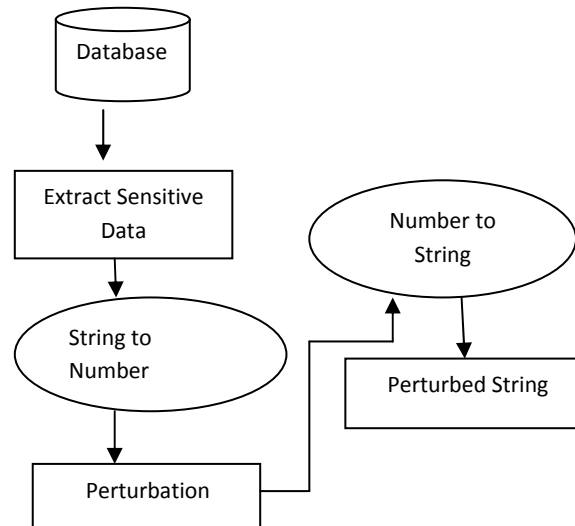 Database
Extract Sensitive
Data
String to
Number
Perturbation
Number to
String
Perturbed String